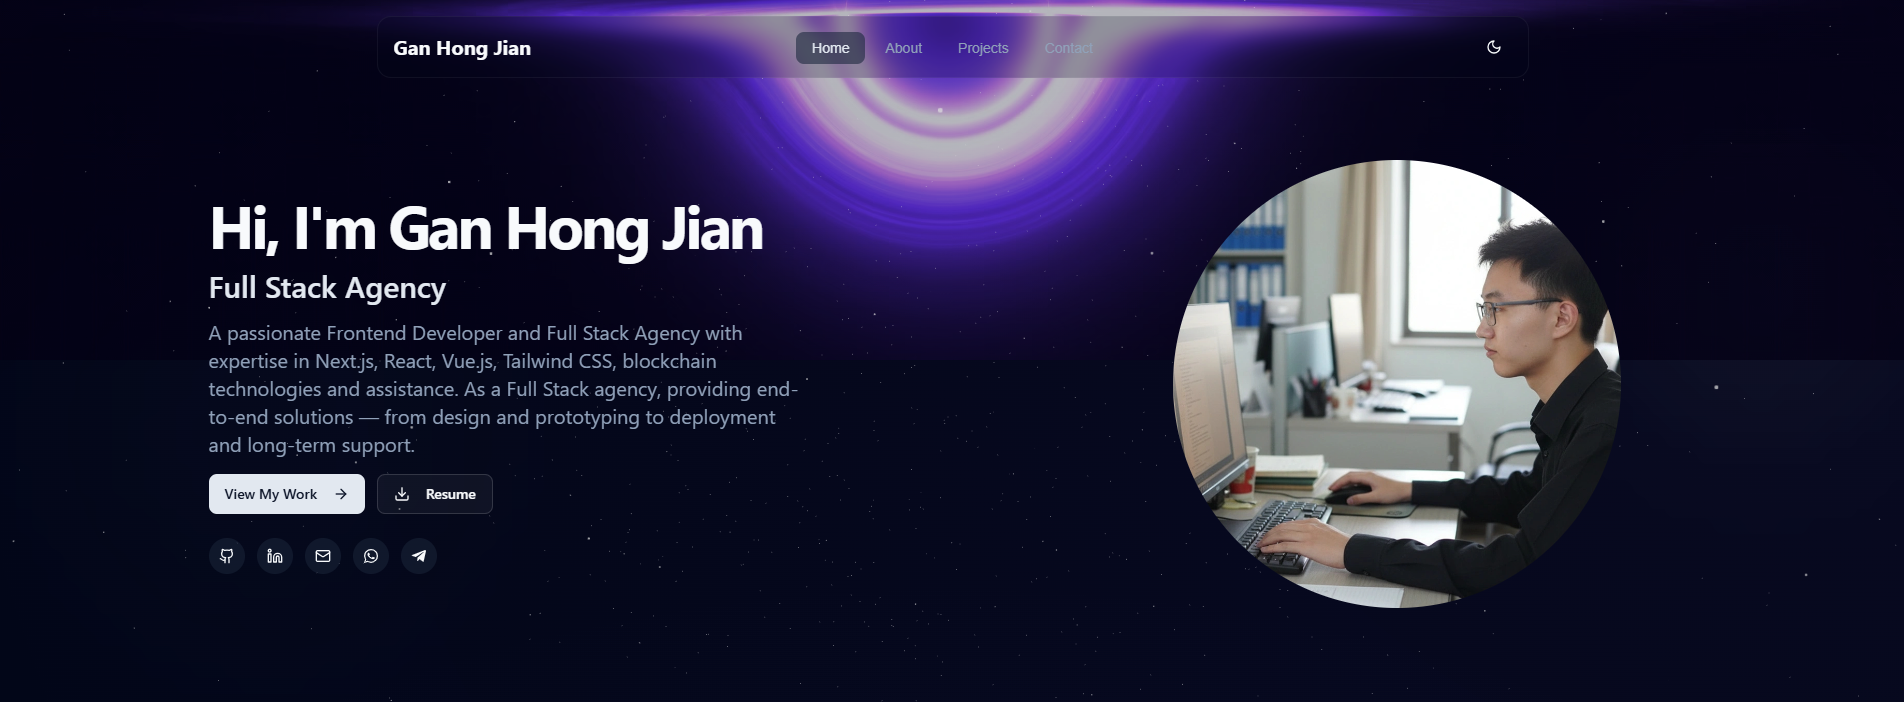 Gan Hong Jian
Home
About
Projects
Contact
Hi, I'm Gan Hong Jian
Full Stack Agency
A passionate Frontend Developer and Full Stack Agency with
expertise in Next.js, React, Vue.js, Tailwind CSS, blockchain
technologies and assistance. As a Full Stack agency, providing end-
to-end solutions — from design and prototyping to deployment
and long-term support.
View My Work
Resume